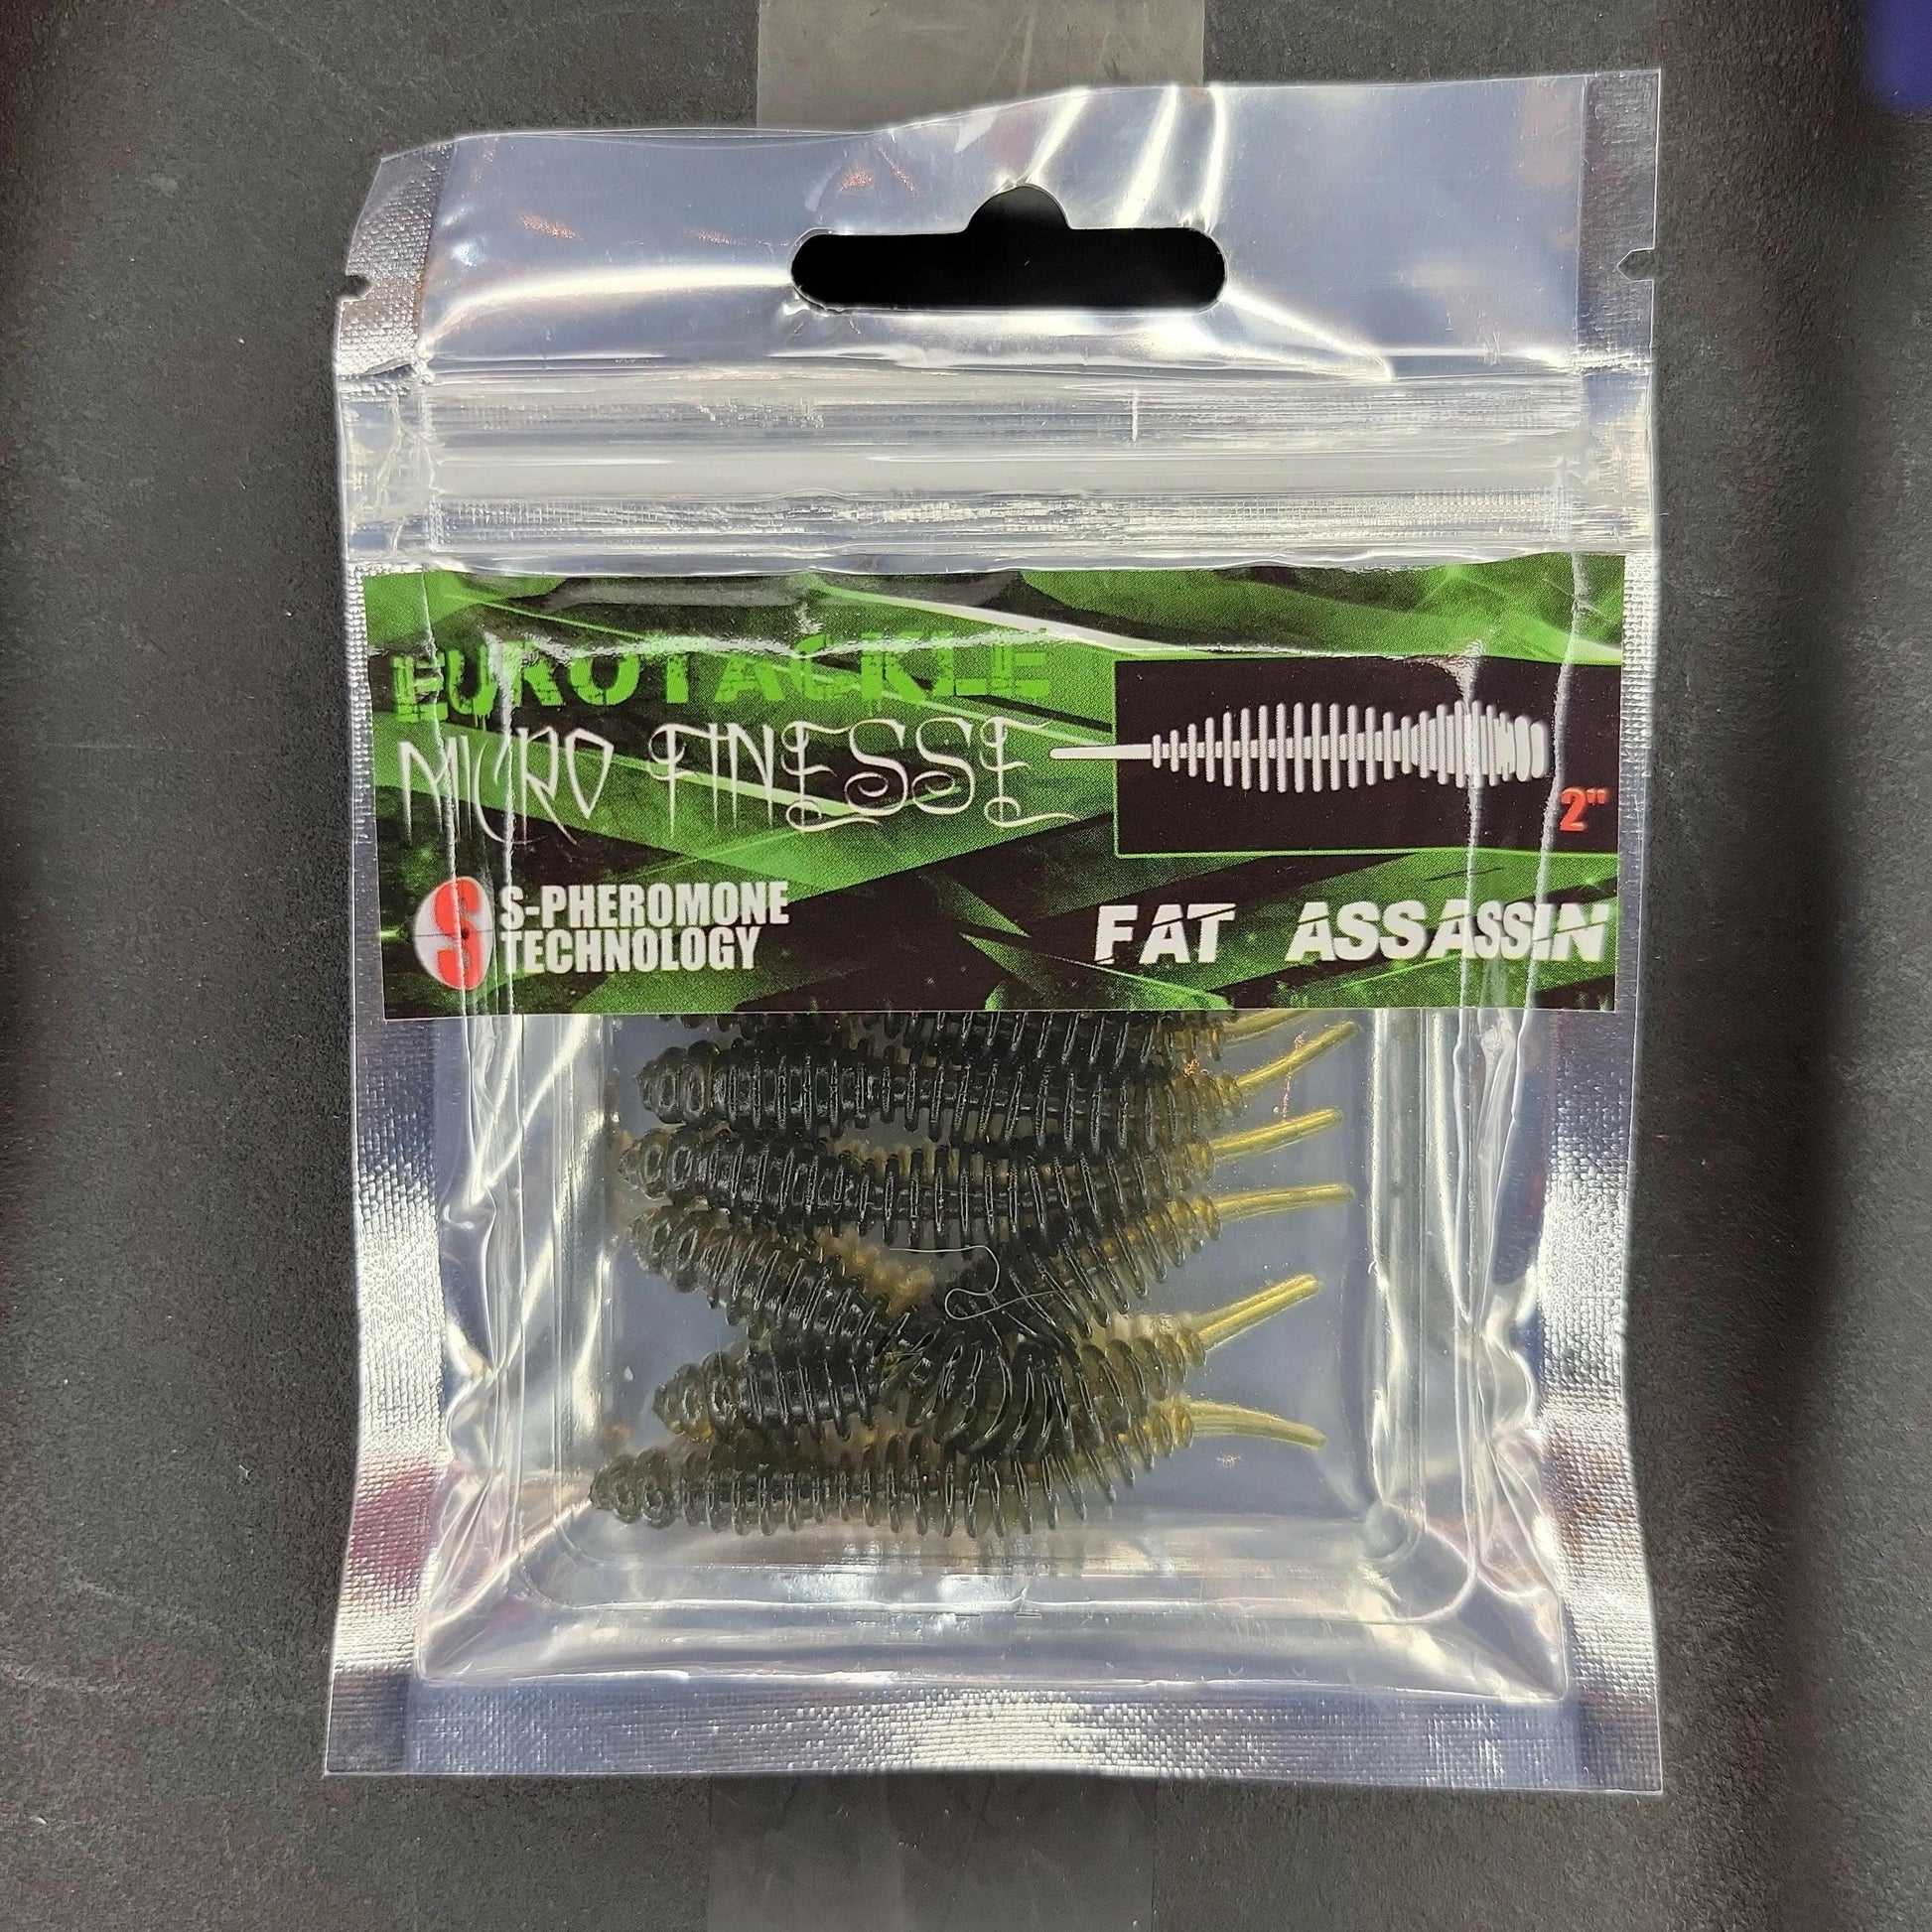 EUROTACKLE
MICRO FINESSE
2"
S
S-PHEROMONE
TECHNOLOGY
FAT ASSASSIN